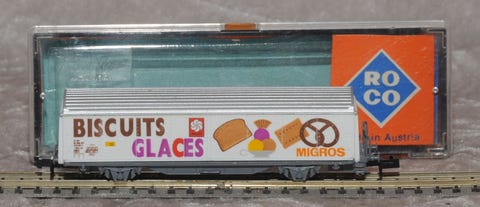 BISCUITS
GLACES
MIGROS
RO
CO
in Austria